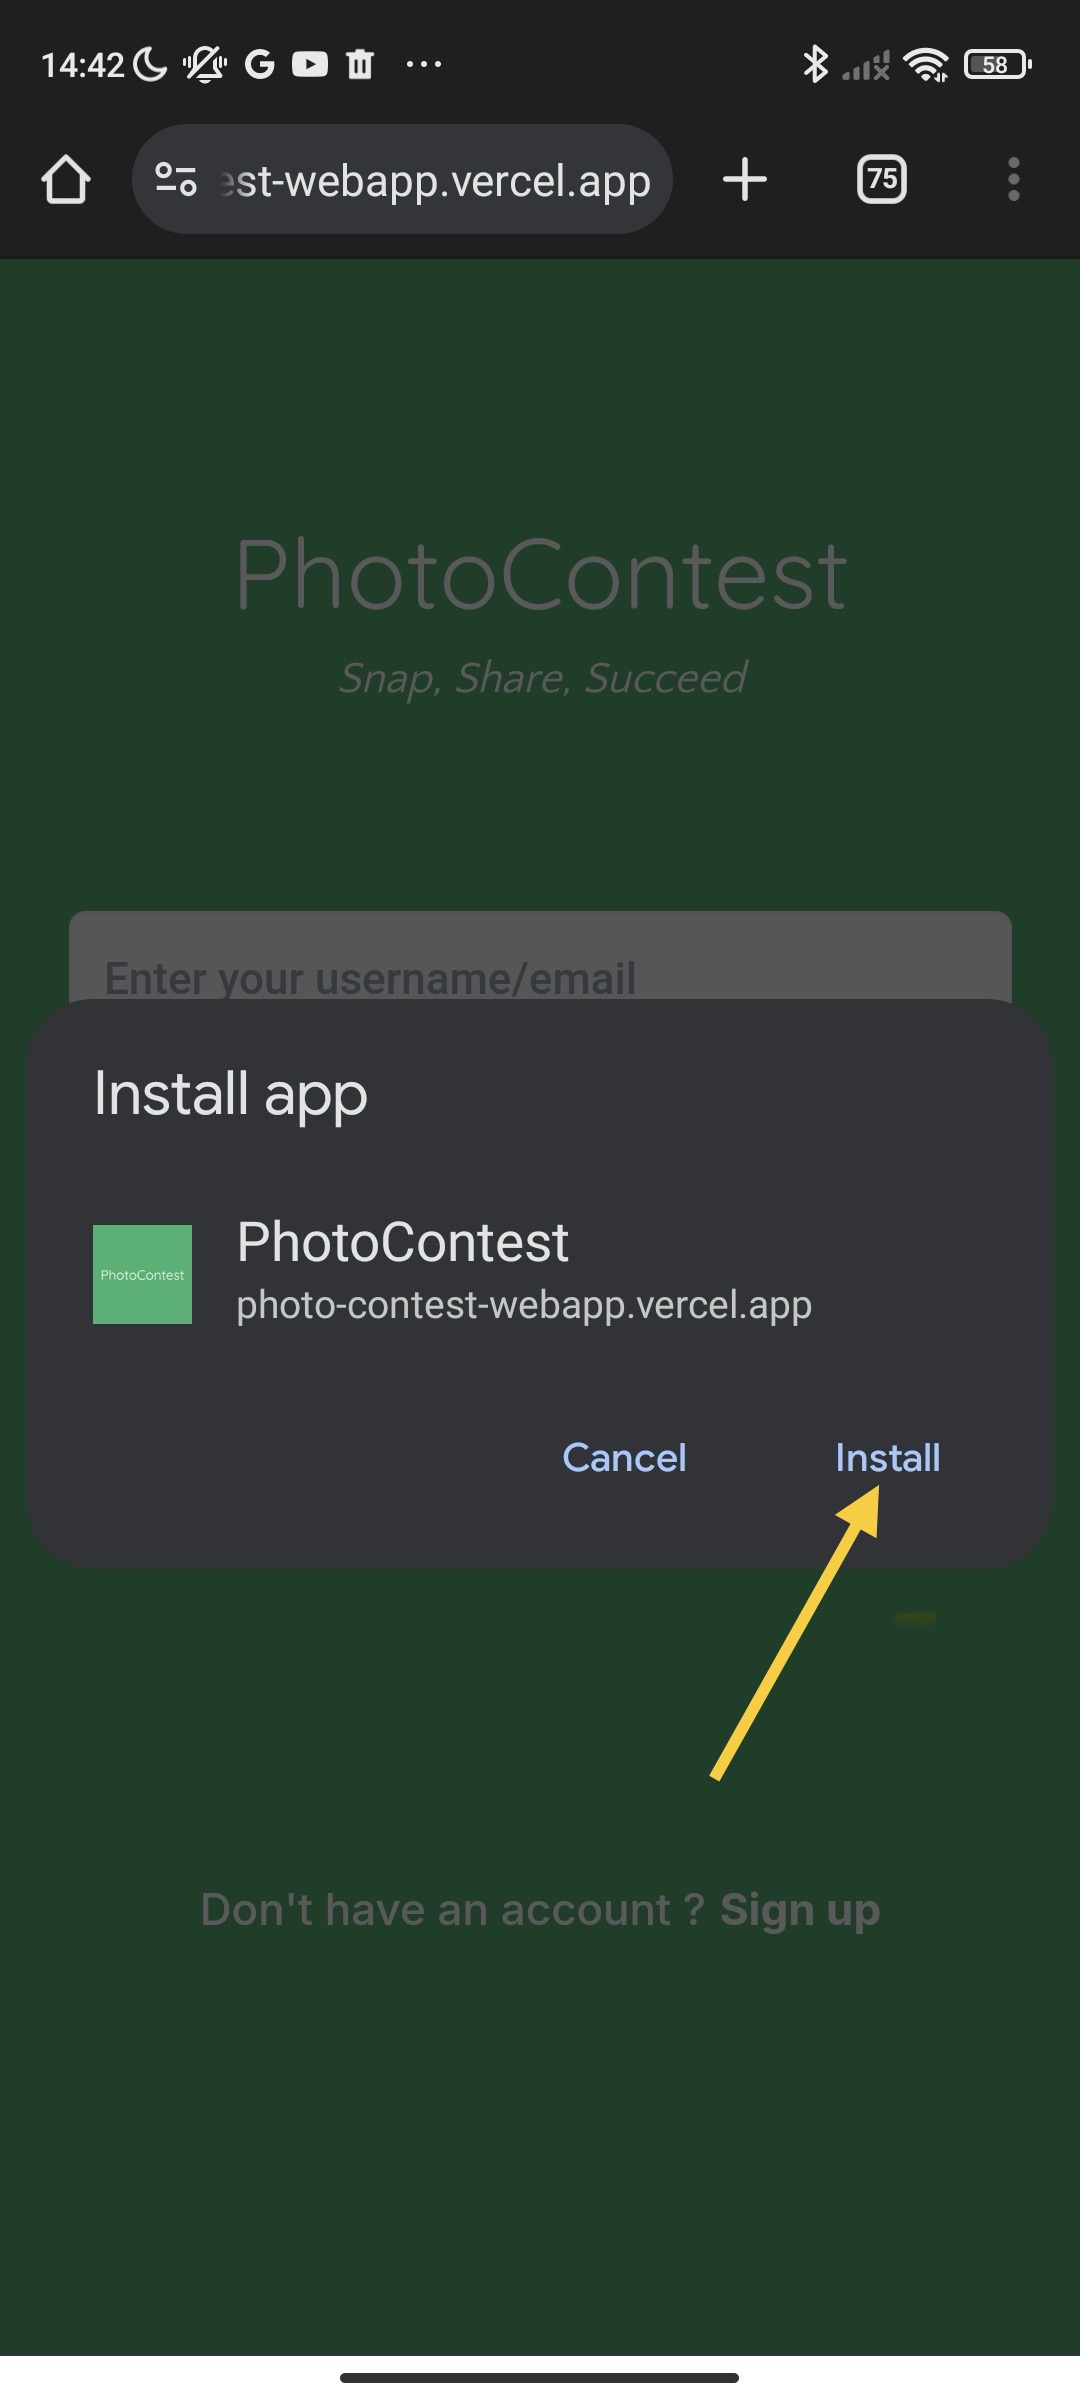 14:42
58
est-webapp.vercel.app
75
PhotoContest
Snap, Share, Succeed
Enter your username/email
Install app
PhotoContest
PhotoContest
photo-contest-webapp.vercel.app
Cancel
Install
Don't have an account ? Sign up